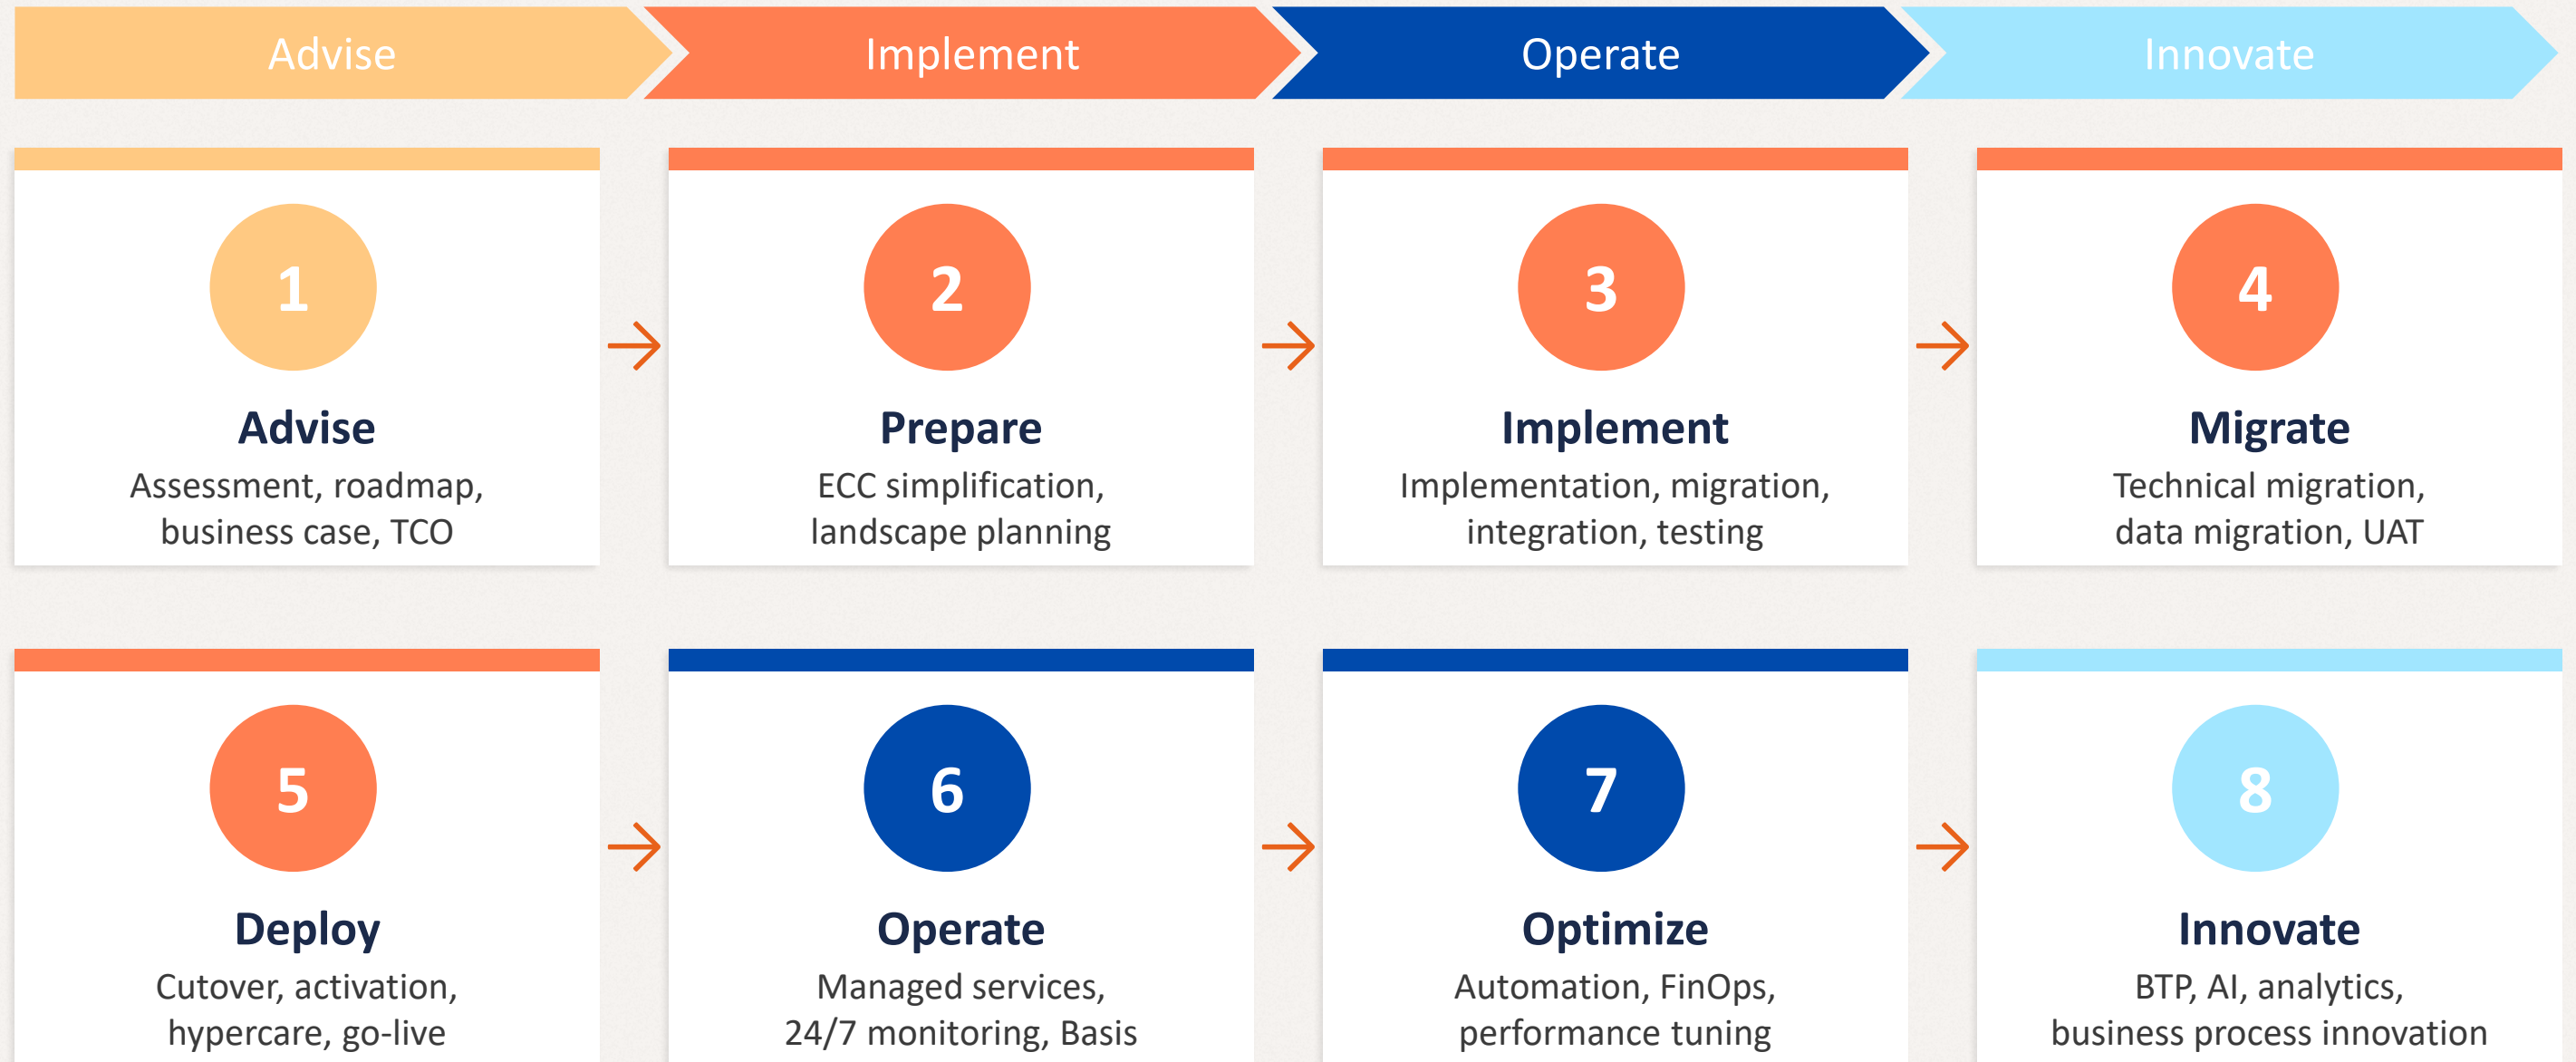 Advise
Implement
Operate
Innovate
1
Advise
Assessment, roadmap,
business case, TCO
2
Prepare
ECC simplification,
landscape planning
3
Implement
Implementation, migration,
integration, testing
4
Migrate
Technical migration,
data migration, UAT
5
Deploy
Cutover, activation,
hypercare, go-live
6
Operate
Managed services,
24/7 monitoring, Basis
7
Optimize
Automation, FinOps,
performance tuning
8
Innovate
BTP, AI, analytics,
business process innovation